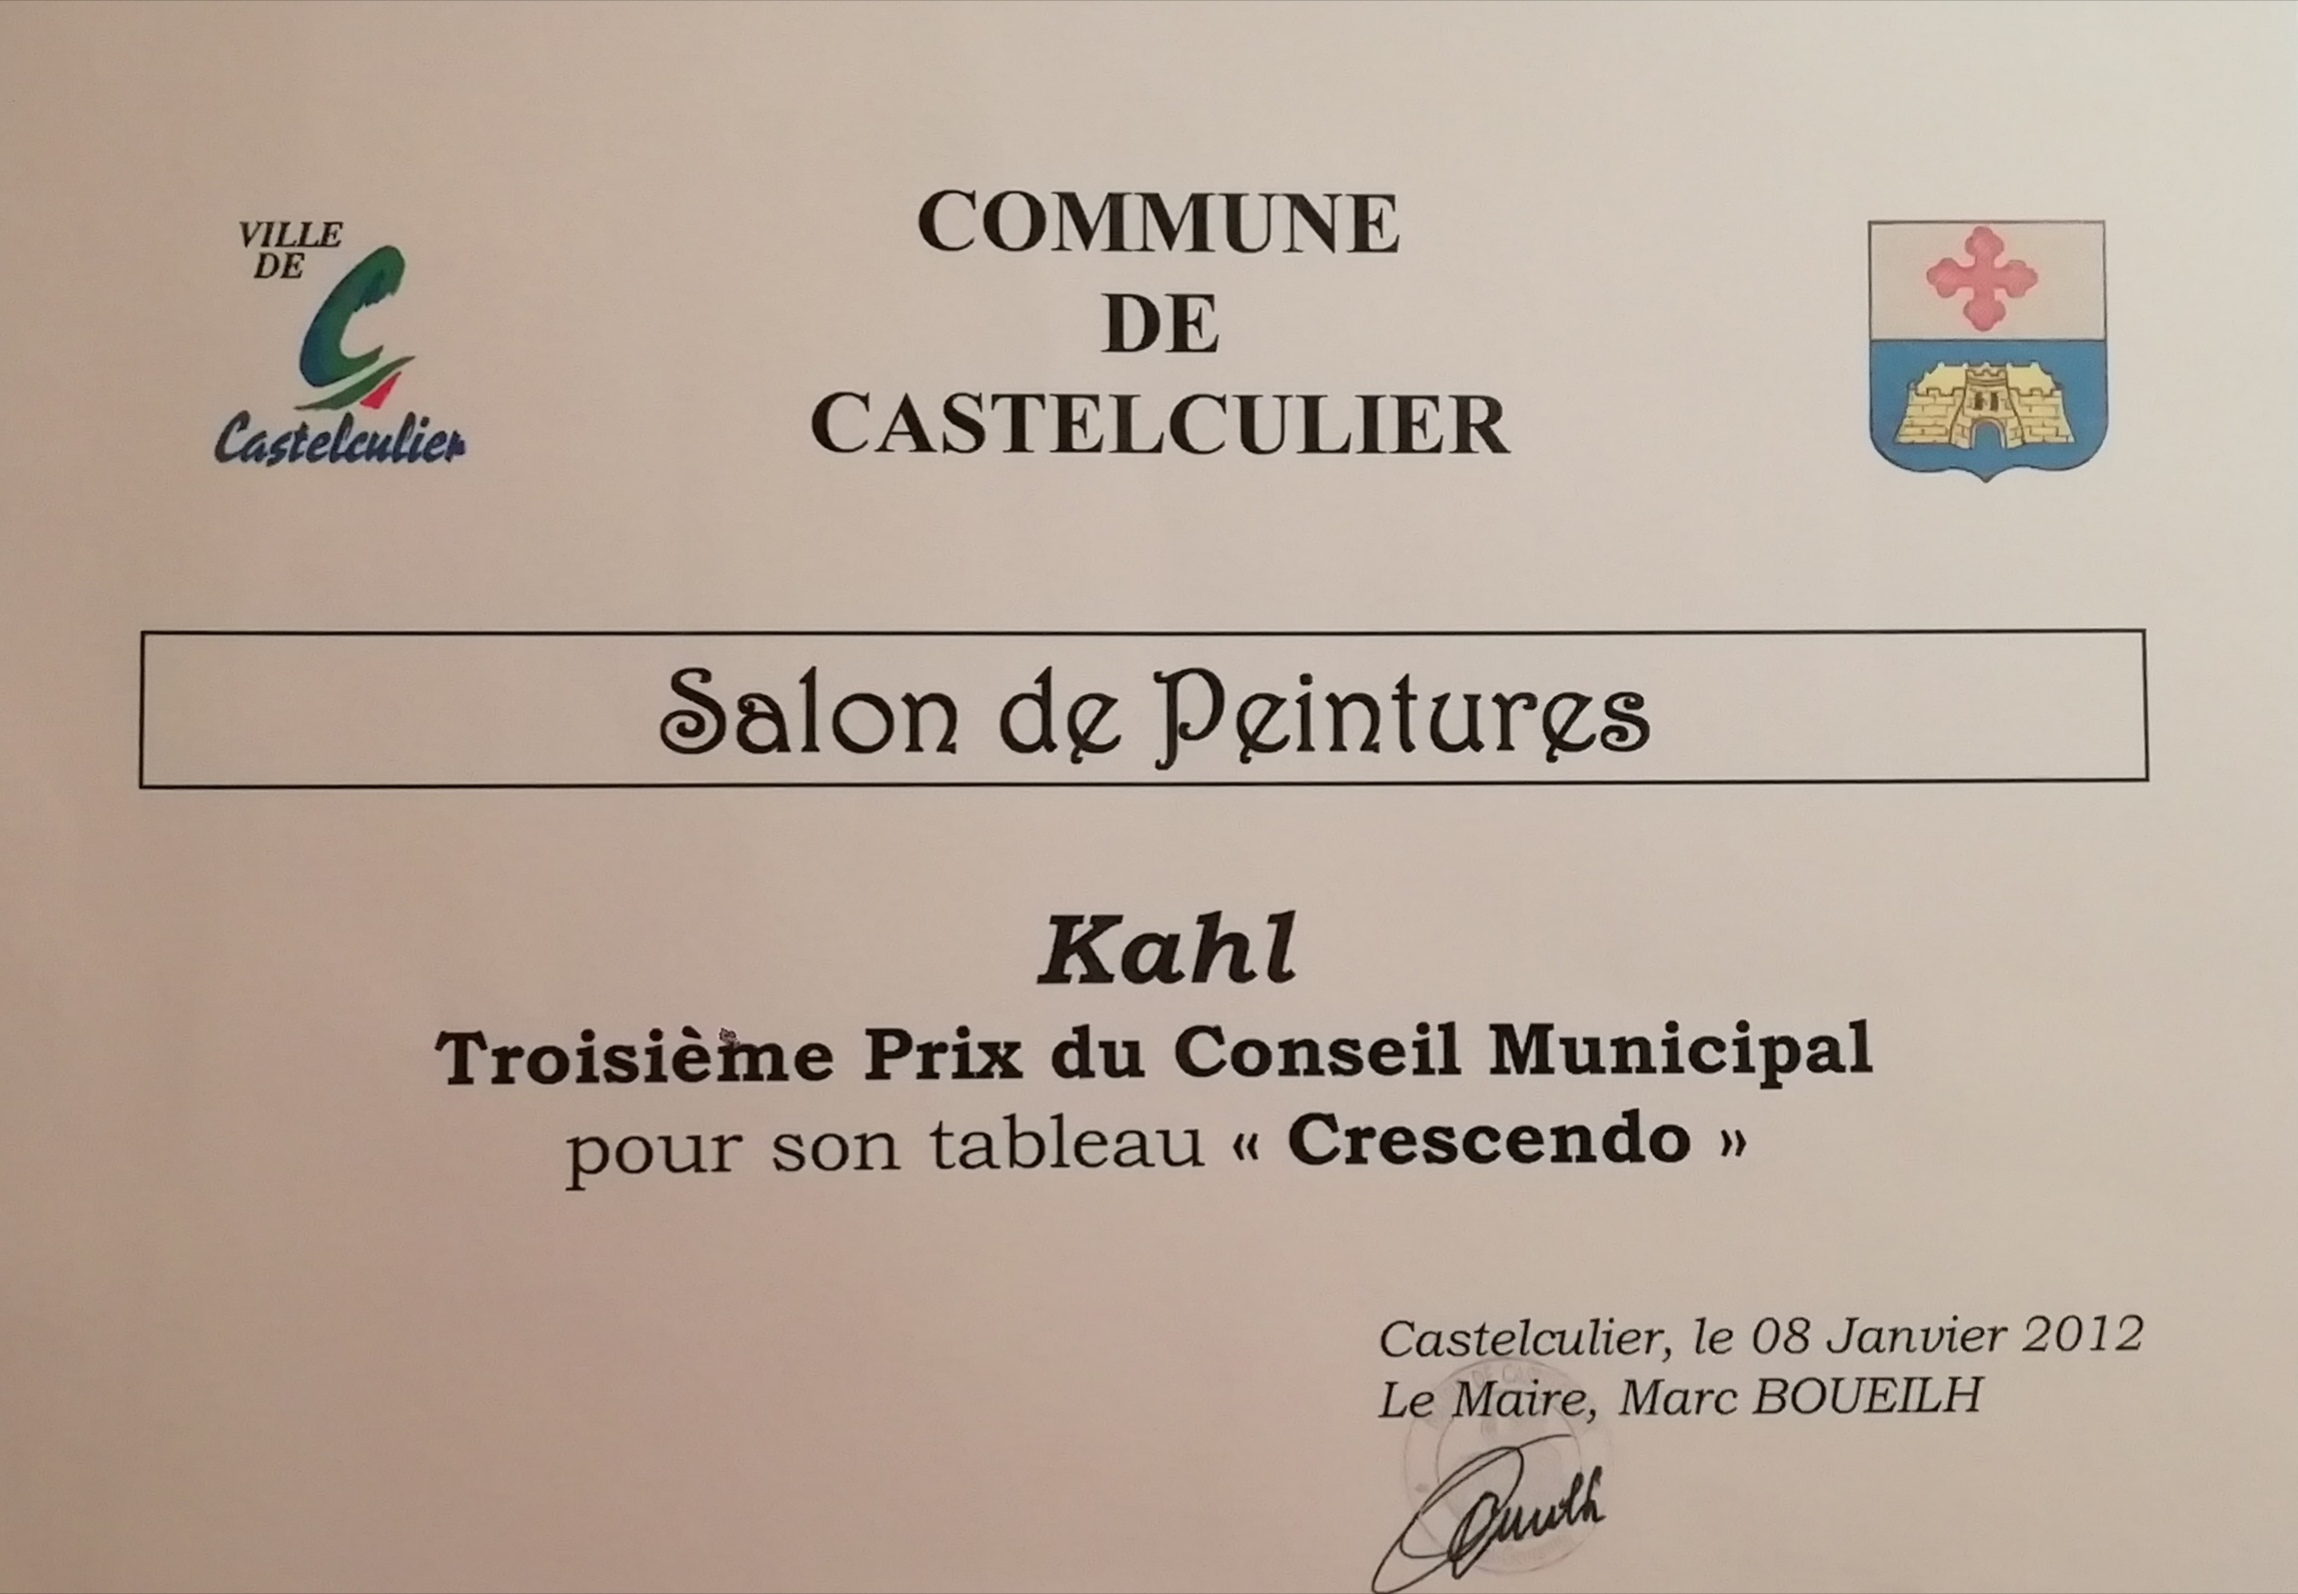 VILLE
DE
Castelculier
COMMUNE
DE
CASTELCULIER
Salon de Peintures
Kahl
Troisième Prix du Conseil Municipal
pour son tableau « Crescendo »
Castelculier, le 08 Janvier 2012
Le Maire, Marc BOUEILH